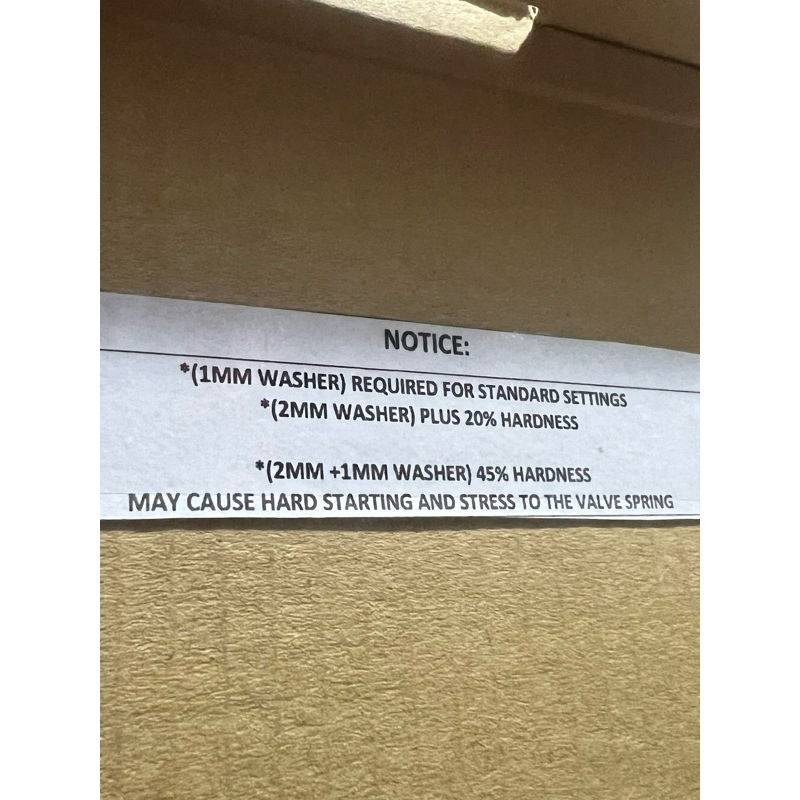 NOTICE:
*(1MM WASHER) REQUIRED FOR STANDARD SETTINGS
*(2MM WASHER) PLUS 20% HARDNESS
*(2MM +1MM WASHER) 45% HARDNESS
MAY CAUSE HARD STARTING AND STRESS TO THE VALVE SPRING